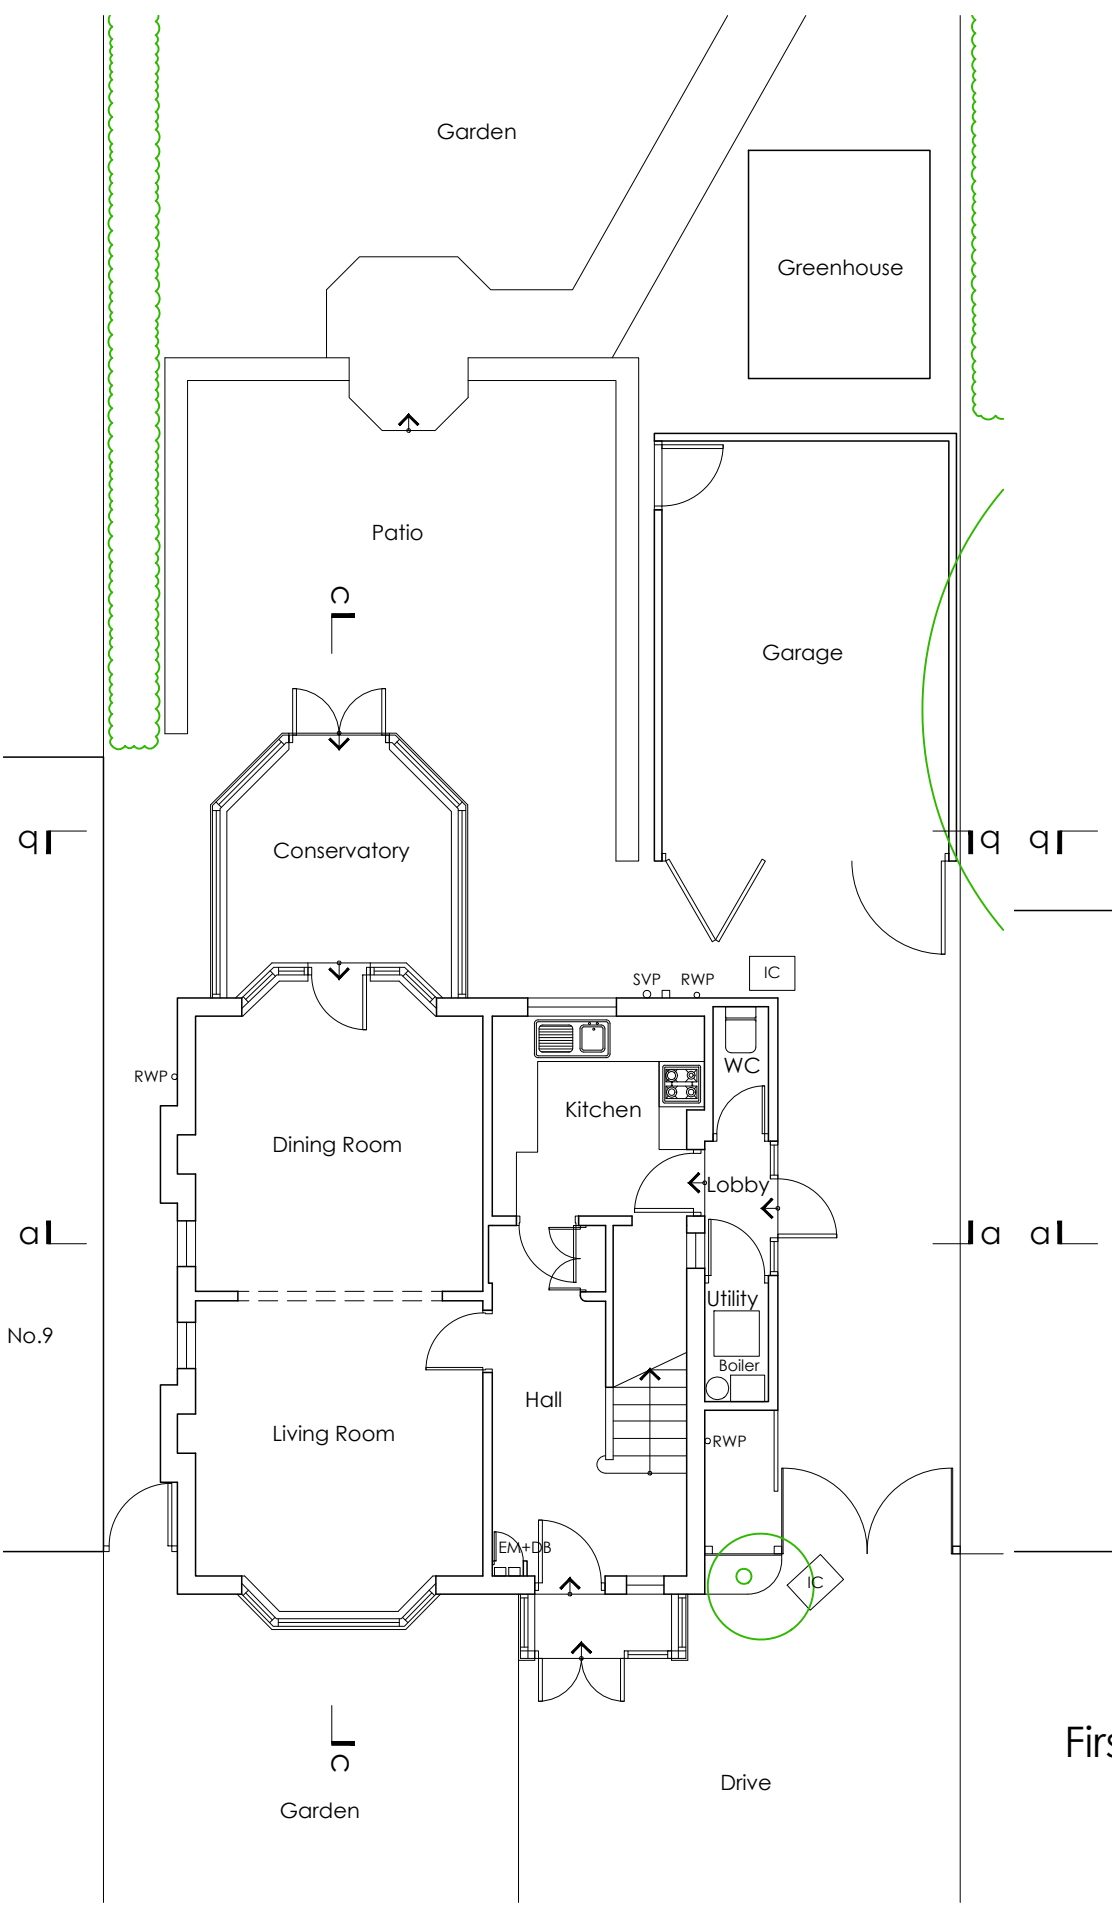 Garden
Greenhouse
Patio
c
Garage
b
b
b
Conservatory
SVP
RWP
IC
WC
RWP
Kitchen
Dining Room
Lobby
a
a
a
Utility
No.9
Boiler
Hall
Living Room
RWP
EM+DB
IC
c
Drive
Garden